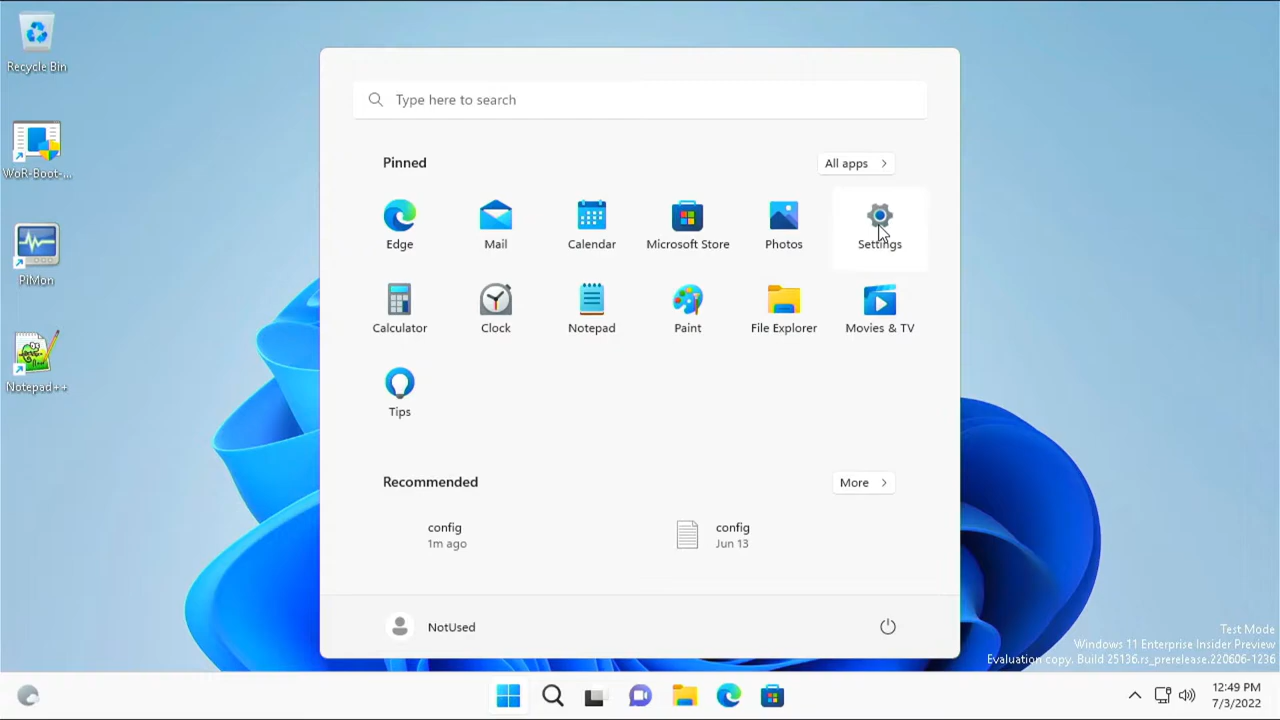 Recycle Bin
WoR-Boot-...
PiMon
Notepad++
Type here to search
Pinned
All apps
Edge
Mail
Calendar
Microsoft Store
Photos
Settings
Calculator
Clock
Notepad
Paint
File Explorer
Movies & TV
Tips
Recommended
More
config
1m ago
config
Jun 13
NotUsed
Test Mode
Windows 11 Enterprise Insider Preview
Evaluation copy. Build 25136.rs_prerelease.220606-1236
12:49 PM
7/3/2022